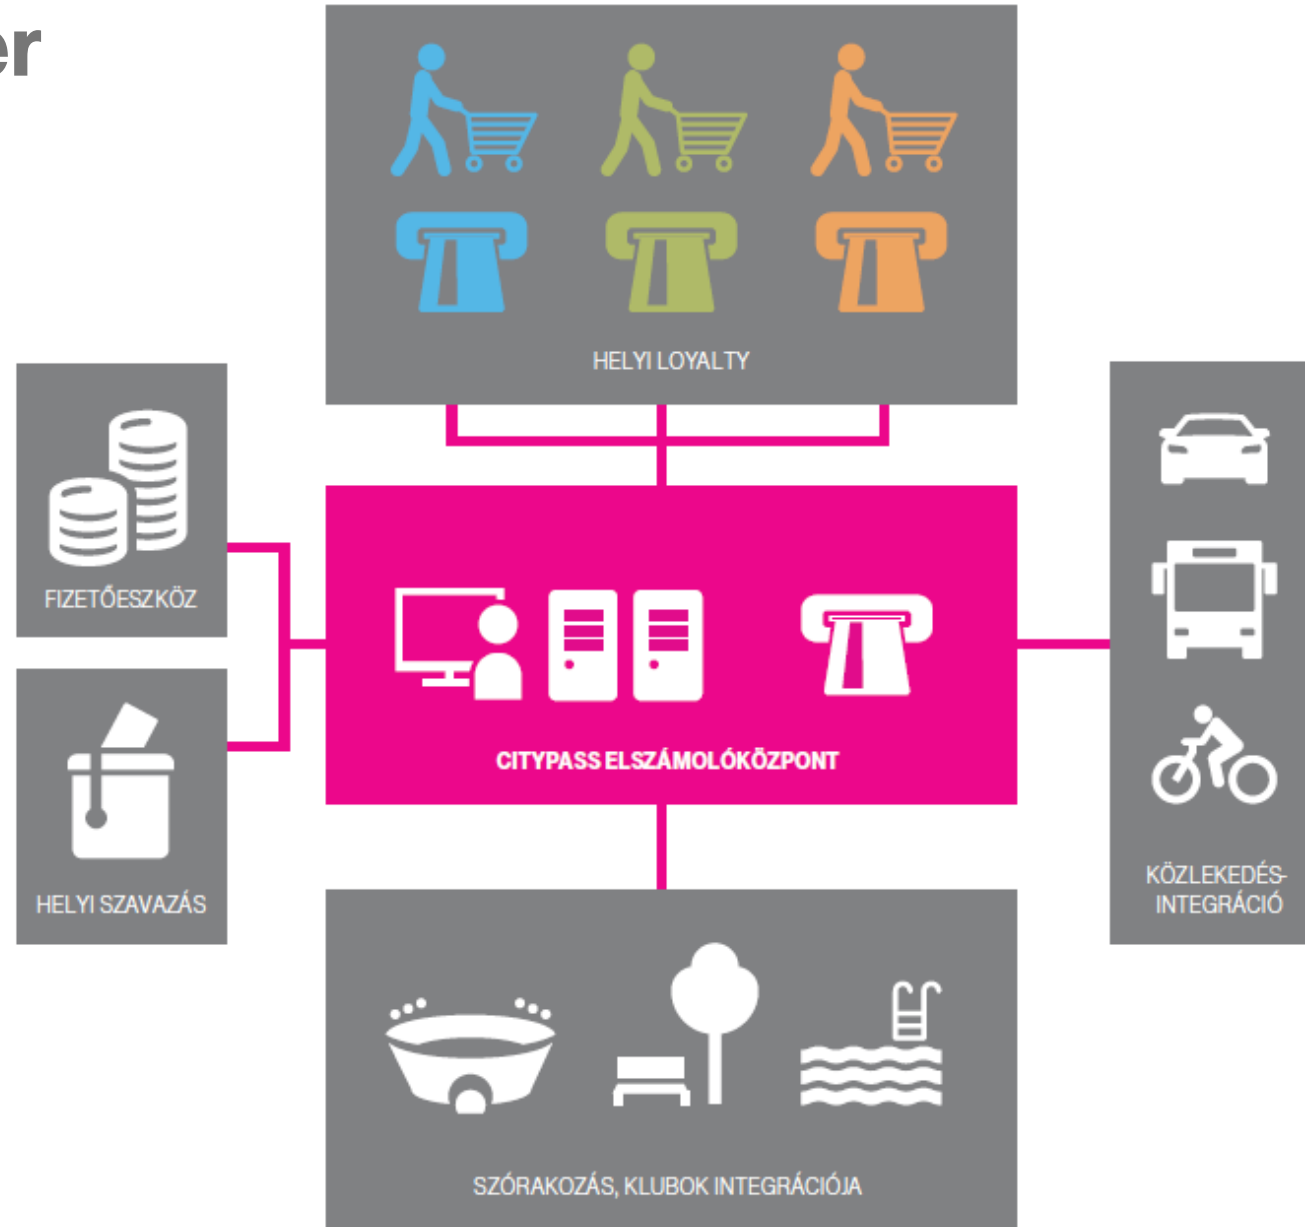 er
HELYI LOYALTY
FIZETŐESZKÖZ
CITYPASS ELSZÁMOLÓKÖZPONT
HELYI SZAVAZÁS
KÖZLEKEDÉS-
INTEGRÁCIÓ
SZÓRAKOZÁS, KLUBOK INTEGRÁCIÓJA